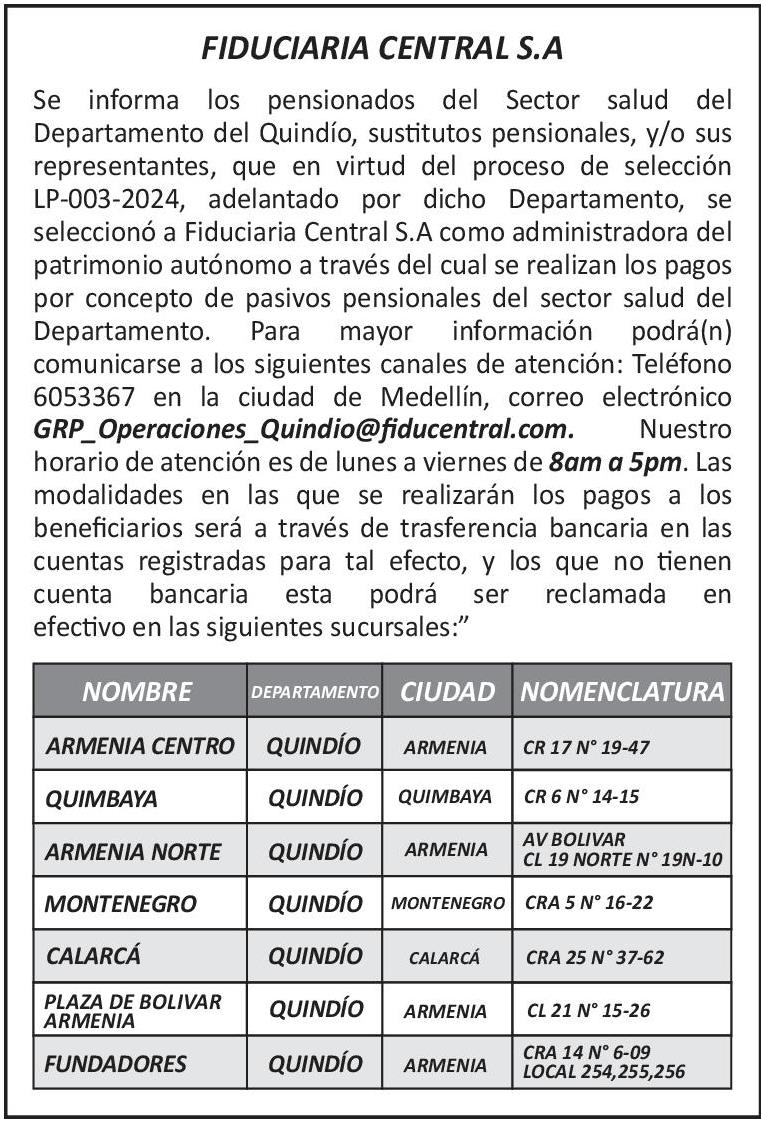 FIDUCIARIA CENTRAL S.A
Se informa los pensionados del Sector salud del
Departamento del Quindío, sustitutos pensionales, y/o sus
representantes, que en virtud del proceso de selección
LP-003-2024, adelantado por dicho Departamento, se
seleccionó a Fiduciaria Central S.A como administradora del
patrimonio autónomo a través del cual se realizan los pagos
por concepto de pasivos pensionales del sector salud del
Departamento. Para mayor información podrá(n)
comunicarse a los siguientes canales de atención: Teléfono
6053367 en la ciudad de Medellín, correo electrónico
GRP_Operaciones_Quindio@fiducentral.com. Nuestro
horario de atención es de lunes a viernes de 8am a 5pm. Las
modalidades en las que se realizarán los pagos a los
beneficiarios será a través de trasferencia bancaria en las
cuentas registradas para tal efecto, y los que no tienen
cuenta bancaria esta podrá ser reclamada en
efectivo en las siguientes sucursales:”
NOMBRE DEPARTAMENTO CIUDAD NOMENCLATURA
ARMENIA CENTRO QUINDÍO ARMENIA CR 17 N° 19-47
QUIMBAYA QUINDÍO QUIMBAYA CR 6 N° 14-15
ARMENIA NORTE QUINDÍO ARMENIA AV BOLIVAR
CL 19 NORTE N° 19N-10
MONTENEGRO QUINDÍO MONTENEGRO CRA 5 N° 16-22
CALARCÁ QUINDÍO CALARCÁ CRA 25 N° 37-62
PLAZA DE BOLIVAR
ARMENIA QUINDÍO ARMENIA CL 21 N° 15-26
FUNDADORES QUINDÍO ARMENIA CRA 14 N° 6-09
LOCAL 254,255,256